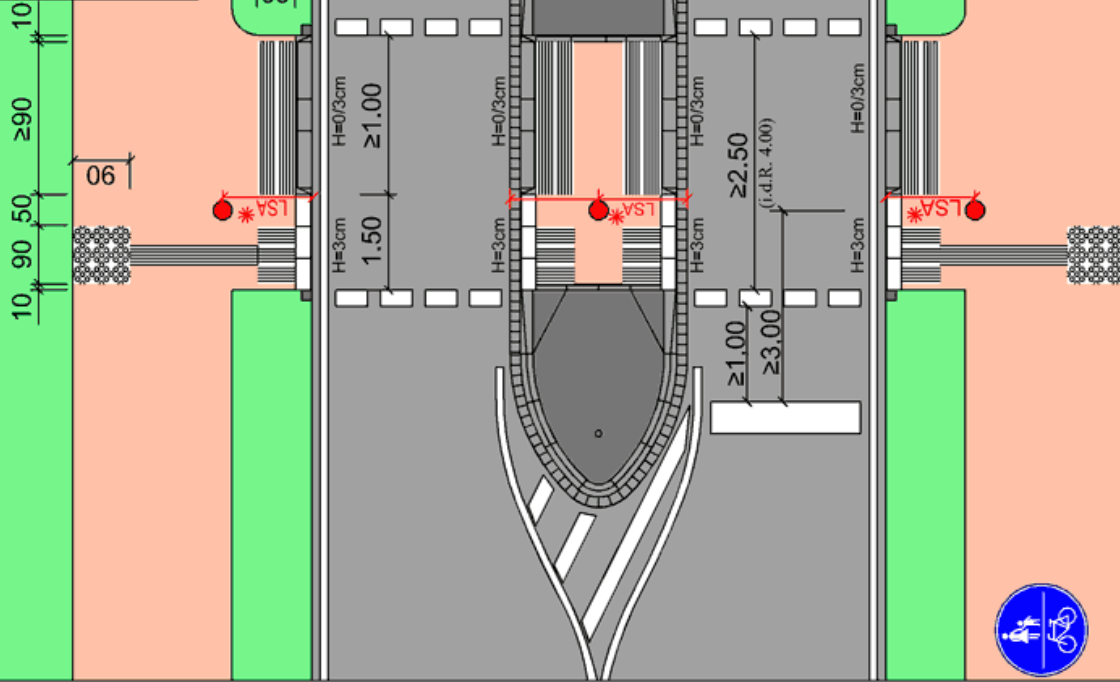 10
≥90
50
90
10
90
H=0/3cm
≥1.00
H=0/3cm
H=0/3cm
≥2.50
(i.d.R. 4.00)
H=0/3cm
* LSA
* LSA
* LSA
H=3cm
1.50
H=3cm
H=3cm
H=3cm
≥1,00
≥3,00